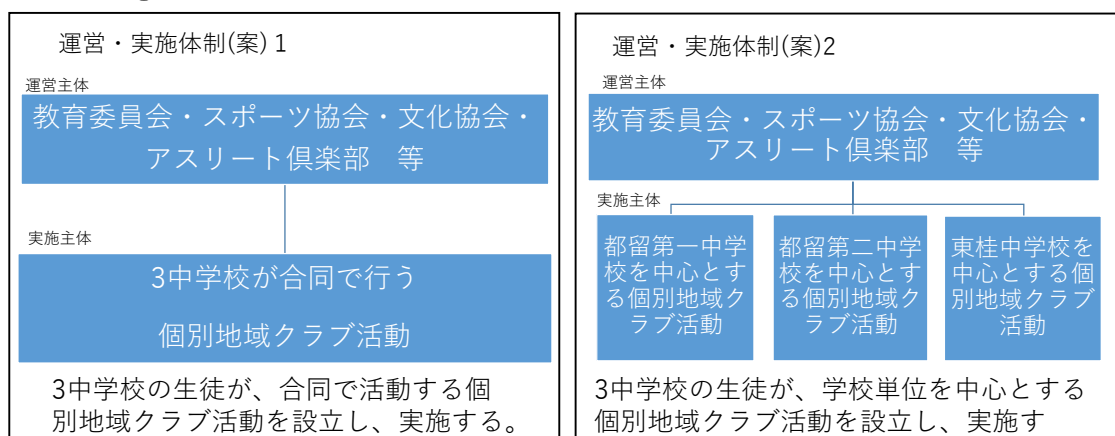 運営・実施体制(案)1
運営主体
教育委員会・スポーツ協会・文化協会・
アスリート倶楽部　等
実施主体
3中学校が合同で行う
個別地域クラブ活動
3中学校の生徒が、合同で活動する個
別地域クラブ活動を設立し、実施する。
運営・実施体制(案)2
運営主体
教育委員会・スポーツ協会・文化協会・
アスリート倶楽部　等
実施主体
都留第一中学
校を中心とす
る個別地域ク
ラブ活動
都留第二中学
校を中心とす
る個別地域ク
ラブ活動
東桂中学校を
中心とする個
別地域クラブ
活動
3中学校の生徒が、学校単位を中心とする
個別地域クラブ活動を設立し、実施す